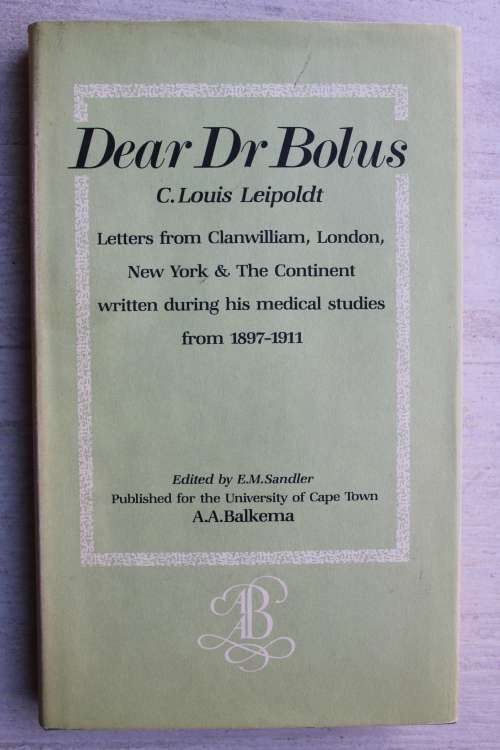 Dear Dr Bolus
C. Louis Leipoldt
Letters from Clanwilliam, London,
New York & The Continent
written during his medical studies
from 1897-1911
Edited by E.M. Sandler
Published for the University of Cape Town
A.A.Balkema
AAB